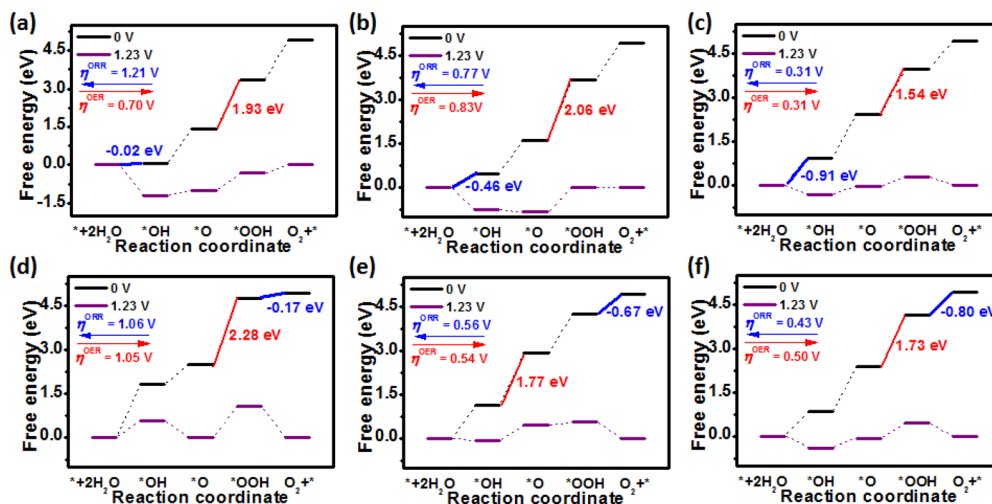 (a)
Free energy (eV)
4.5
3.0
1.5
0.0
-1.5
0 V
1.23 V
η^ORR = 1.21 V
η^OER = 0.70 V
1.93 eV
-0.02 eV
*+2H₂O *OH *O *OOH O₂+*
Reaction coordinate
(b)
Free energy (eV)
4.5
3.0
1.5
0.0
0 V
1.23 V
η^ORR = 0.77 V
η^OER = 0.83V
2.06 eV
-0.46 eV
*+2H₂O *OH *O *OOH O₂+*
Reaction coordinate
(c)
Free energy (eV)
4.5
3.0
1.5
0.0
0 V
1.23 V
η^ORR = 0.31 V
η^OER = 0.31 V
1.54 eV
-0.91 eV
*+2H₂O *OH *O *OOH O₂+*
Reaction coordinate
(d)
Free energy (eV)
4.5
3.0
1.5
0.0
0 V
1.23 V
η^ORR = 1.06 V
η^OER = 1.05 V
-0.17 eV
2.28 eV
*+2H₂O *OH *O *OOH O₂+*
Reaction coordinate
(e)
Free energy (eV)
4.5
3.0
1.5
0.0
0 V
1.23 V
η^ORR = 0.56 V
η^OER = 0.54 V
-0.67 eV
1.77 eV
*+2H₂O *OH *O *OOH O₂+*
Reaction coordinate
(f)
Free energy (eV)
4.5
3.0
1.5
0.0
0 V
1.23 V
η^ORR = 0.43 V
η^OER = 0.50 V
-0.80 eV
1.73 eV
*+2H₂O *OH *O *OOH O₂+*
Reaction coordinate